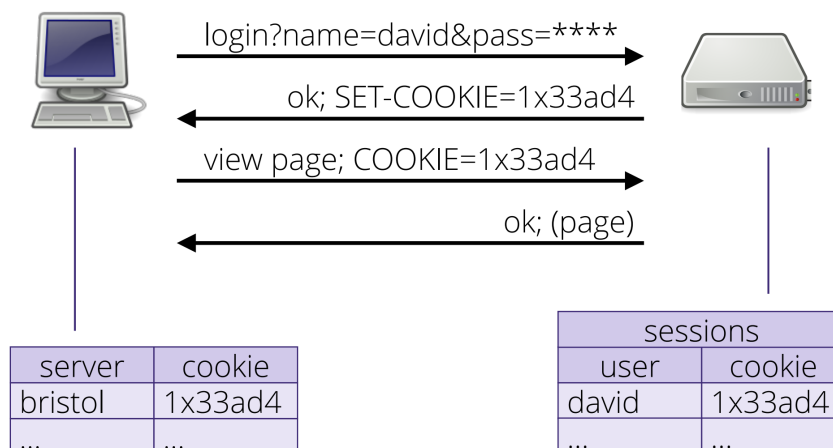 login?name=david&pass=****
ok; SET-COOKIE=1x33ad4
view page; COOKIE=1x33ad4
ok; (page)
server cookie
bristol 1x33ad4
... ...
sessions
user cookie
david 1x33ad4
... ...